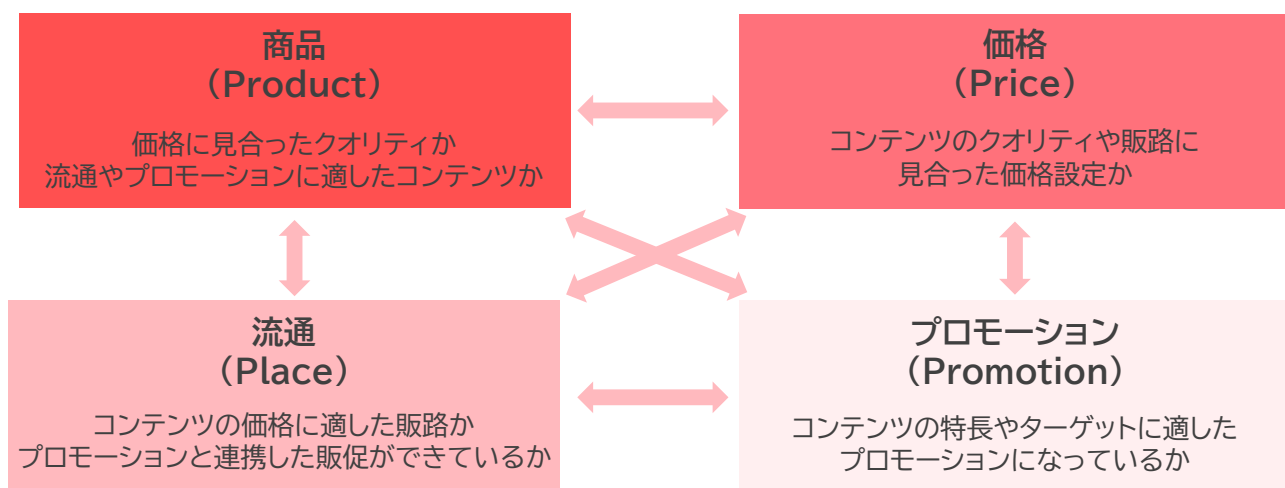 商品
（Product）
価格に見合ったクオリティか
流通やプロモーションに適したコンテンツか
価格
（Price）
コンテンツのクオリティや販路に
見合った価格設定か
流通
（Place）
コンテンツの価格に適した販路か
プロモーションと連携した販促ができているか
プロモーション
（Promotion）
コンテンツの特長やターゲットに適した
プロモーションになっているか